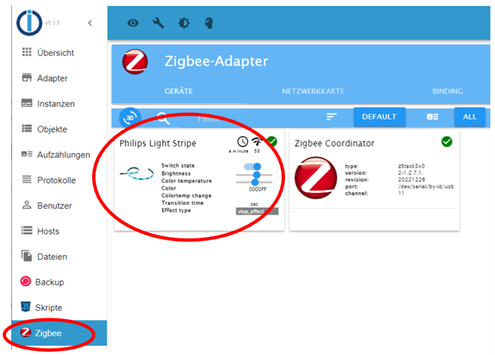 v6.2.5
Zigbee-Adapter
GERÄTE NETZWERKKARTE BINDING
3D DEFAULT ALL
Übersicht
Adapter
Instanzen
Objekte
Aufzählungen
Protokolle
Benutzer
Hosts
Dateien
Backup
Skripte
Zigbee
Philips Light Stripe
a minute 53
Switch state
Brightness
Color temperature
Color 0000FF
Colortemp change
Transition time sec
Effect type stop_effect
Zigbee Coordinator
type: zStack3x0
version: 2-1.2.7.1.
revision: 20221226
port: /dev/serial/by-id/usb
channel: 11